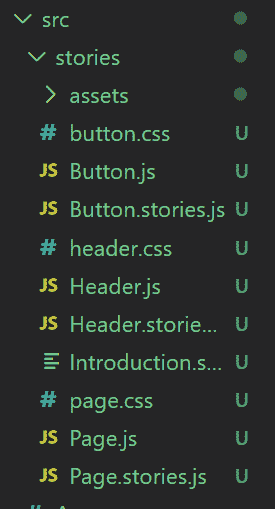 src
stories
assets
# button.css U
JS Button.js U
JS Button.stories.js U
# header.css U
JS Header.js U
JS Header.storie... U
Introduction.s... U
# page.css U
JS Page.js U
JS Page.stories.js U